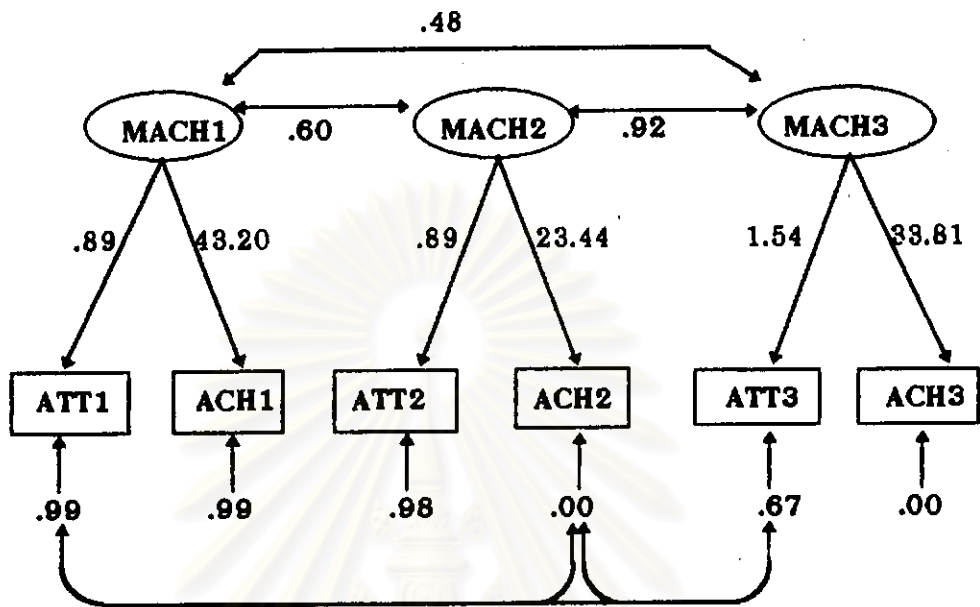 .48
MACH1 MACH2 MACH3
.60 .92
.89 43.20 .89 23.44 1.54 33.81
ATT1 ACH1 ATT2 ACH2 ATT3 ACH3
.99 .99 .98 .00 .67 .00